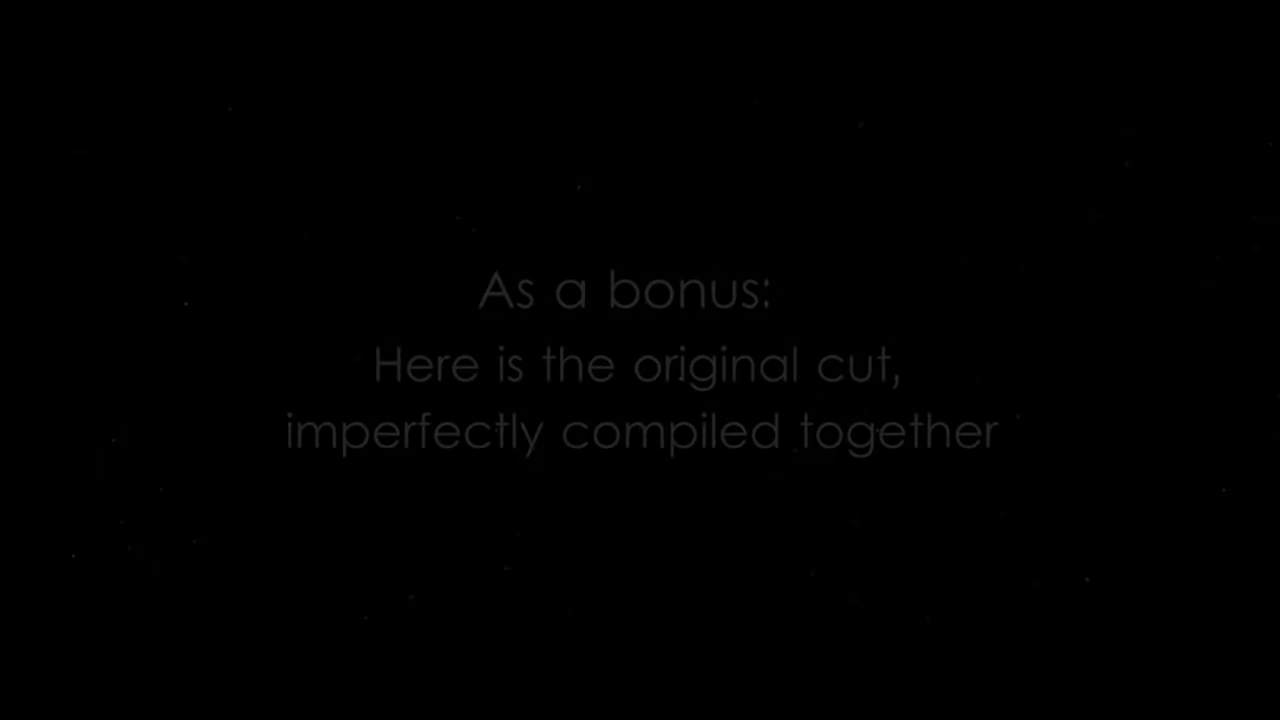 As a bonus:
Here is the original cut,
imperfectly compiled together